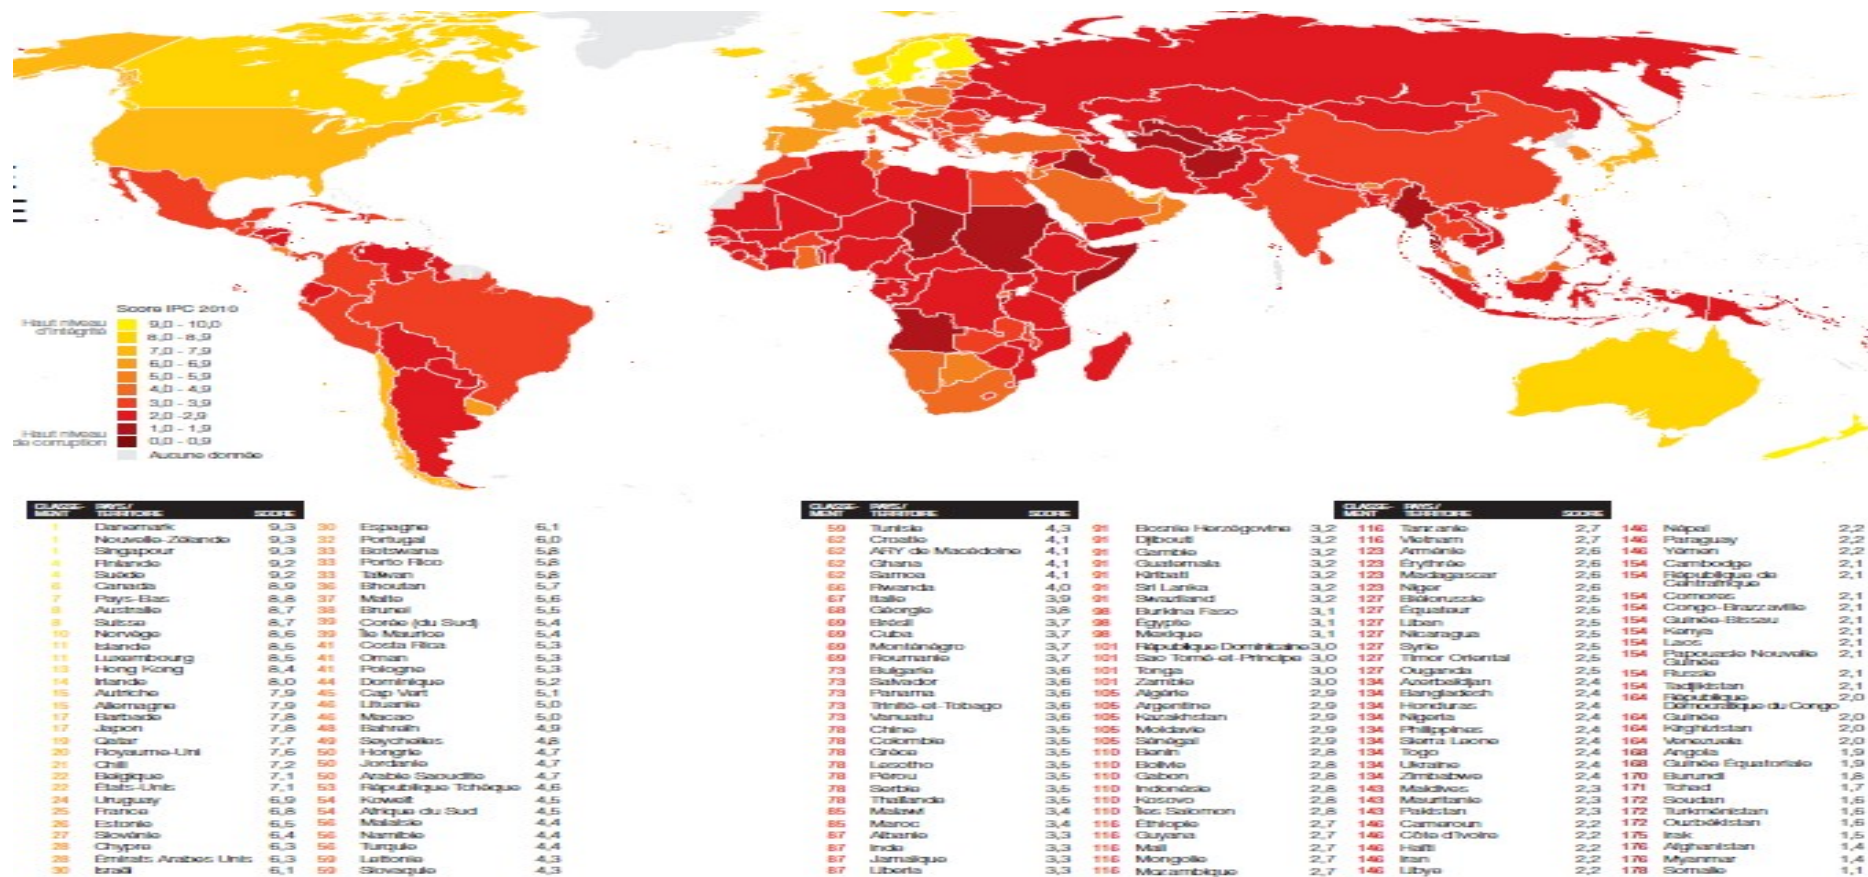 Score IPC 2010
Haut niveau
d'intégrité
9,0 - 10,0
8,0 - 8,9
7,0 - 7,9
6,0 - 6,9
5,0 - 5,9
4,0 - 4,9
3,0 - 3,9
2,0 -2,9
1,0 - 1,9
Haut niveau
de corruption
0,0 - 0,9
Aucune donnée
CLASSE-MENT PAYS / TERRITOIRE SCORE
1 Danemark 9,3
1 Nouvelle-Zélande 9,3
1 Singapour 9,3
4 Finlande 9,2
4 Suède 9,2
6 Canada 8,9
7 Pays-Bas 8,8
8 Australie 8,7
8 Suisse 8,7
10 Norvège 8,6
11 Islande 8,5
11 Luxembourg 8,5
13 Hong Kong 8,4
14 Irlande 8,0
15 Autriche 7,9
15 Allemagne 7,9
17 Barbade 7,8
17 Japon 7,8
19 Qatar 7,7
20 Royaume-Uni 7,6
21 Chili 7,2
22 Belgique 7,1
22 États-Unis 7,1
24 Uruguay 6,9
25 France 6,8
26 Estonie 6,5
27 Slovénie 6,4
28 Chypre 6,3
28 Émirats Arabes Unis 6,3
30 Israël 6,1
30 Espagne 6,1
32 Portugal 6,0
33 Botswana 5,8
33 Porto Rico 5,8
33 Taïwan 5,8
36 Bhoutan 5,7
37 Malte 5,6
38 Brunei 5,5
39 Corée (du Sud) 5,4
39 Île Maurice 5,4
41 Costa Rica 5,3
41 Oman 5,3
41 Pologne 5,3
44 Dominique 5,2
45 Cap Vert 5,1
46 Lituanie 5,0
46 Macao 5,0
48 Bahreïn 4,9
49 Seychelles 4,8
50 Hongrie 4,7
50 Jordanie 4,7
50 Arabie Saoudite 4,7
53 République Tchèque 4,6
54 Koweït 4,5
54 Afrique du Sud 4,5
56 Malaisie 4,4
56 Namibie 4,4
56 Turquie 4,4
59 Lettonie 4,3
59 Slovaquie 4,3
CLASSE-MENT PAYS / TERRITOIRE SCORE
59 Tunisie 4,3
62 Croatie 4,1
62 ARY de Macédoine 4,1
62 Ghana 4,1
62 Samoa 4,1
66 Rwanda 4,0
67 Italie 3,9
68 Géorgie 3,8
69 Brésil 3,7
69 Cuba 3,7
69 Monténégro 3,7
69 Roumanie 3,7
73 Bulgarie 3,6
73 Salvador 3,6
73 Panama 3,6
73 Trinité-et-Tobago 3,6
73 Vanuatu 3,6
78 Chine 3,5
78 Colombie 3,5
78 Grèce 3,5
78 Lesotho 3,5
78 Pérou 3,5
78 Serbie 3,5
78 Thaïlande 3,5
85 Malawi 3,4
85 Maroc 3,4
87 Albanie 3,3
87 Inde 3,3
87 Jamaïque 3,3
87 Liberia 3,3
91 Bosnie Herzégovine 3,2
91 Djibouti 3,2
91 Gambie 3,2
91 Guatemala 3,2
91 Kiribati 3,2
91 Sri Lanka 3,2
91 Swaziland 3,2
98 Burkina Faso 3,1
98 Égypte 3,1
98 Mexique 3,1
101 République Dominicaine 3,0
101 Sao Tomé-et-Principe 3,0
101 Tonga 3,0
101 Zambie 3,0
105 Algérie 2,9
105 Argentine 2,9
105 Kazakhstan 2,9
105 Moldavie 2,9
105 Sénégal 2,9
110 Benin 2,8
110 Bolivie 2,8
110 Gabon 2,8
110 Indonésie 2,8
110 Kosovo 2,8
110 Îles Salomon 2,8
116 Éthiopie 2,7
116 Guyana 2,7
116 Mali 2,7
116 Mongolie 2,7
116 Mozambique 2,7
CLASSE-MENT PAYS / TERRITOIRE SCORE
116 Tanzanie 2,7
116 Vietnam 2,7
123 Arménie 2,6
123 Érythrée 2,6
123 Madagascar 2,6
123 Niger 2,6
127 Biélorussie 2,5
127 Équateur 2,5
127 Liban 2,5
127 Nicaragua 2,5
127 Syrie 2,5
127 Timor Oriental 2,5
127 Ouganda 2,5
134 Azerbaïdjan 2,4
134 Bangladesh 2,4
134 Honduras 2,4
134 Nigeria 2,4
134 Philippines 2,4
134 Sierra Leone 2,4
134 Togo 2,4
134 Ukraine 2,4
134 Zimbabwe 2,4
143 Maldives 2,3
143 Mauritanie 2,3
143 Pakistan 2,3
146 Cameroun 2,2
146 Côte d'Ivoire 2,2
146 Haïti 2,2
146 Iran 2,2
146 Libye 2,2
146 Népal 2,2
146 Paraguay 2,2
146 Yémen 2,2
154 Cambodge 2,1
154 République de 2,1
Centrafrique
154 Comores 2,1
154 Congo-Brazzaville 2,1
154 Guinée-Bissau 2,1
154 Kenya 2,1
154 Laos 2,1
154 Papouasie Nouvelle 2,1
Guinée
154 Russie 2,1
154 Tadjikistan 2,1
164 République 2,0
Démocratique du Congo
164 Guinée 2,0
164 Kirghizistan 2,0
164 Venezuela 2,0
168 Angola 1,9
168 Guinée Équatoriale 1,9
170 Burundi 1,8
171 Tchad 1,7
172 Soudan 1,6
172 Turkménistan 1,6
172 Ouzbékistan 1,6
175 Irak 1,5
176 Afghanistan 1,4
176 Myanmar 1,4
178 Somalie 1,1